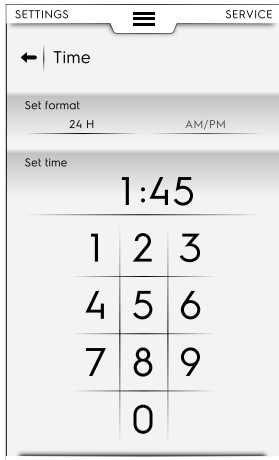 SETTINGS SERVICE
Time
Set format
24 H AM/PM
Set time
1:45
1 2 3
4 5 6
7 8 9
0